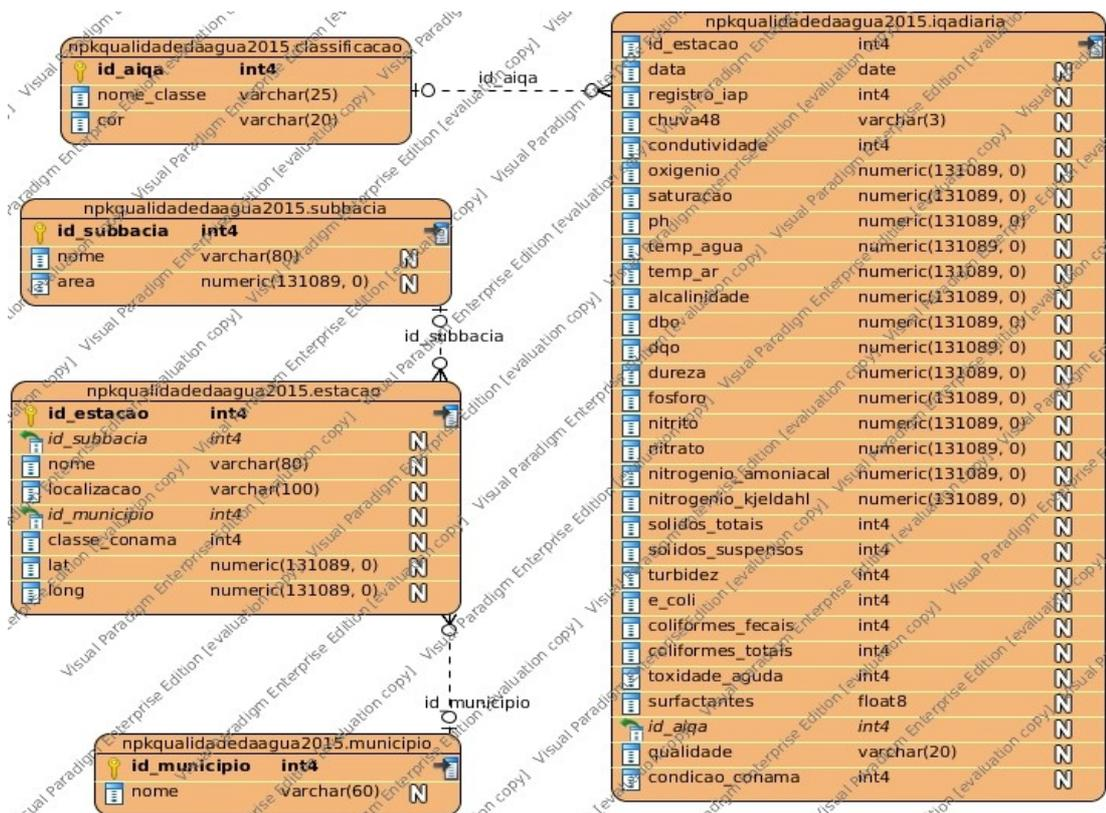 npkqualidadedaagua2015.classificacao
id_aiqa int4
nome_classe varchar(25)
cor varchar(20)
id_aiqa
npkqualidadedaagua2015.subbacia
id_subbacia int4
nome varchar(80) N
area numeric(131089, 0) N
id_subbacia
npkqualidadedaagua2015.estacao
id_estacao int4
id_subbacia int4 N
nome varchar(80) N
localizacao varchar(100) N
id_municipio int4 N
classe_conama int4 N
lat numeric(131089, 0) N
long numeric(131089, 0) N
id_municipio
npkqualidadedaagua2015.municipio
id_municipio int4
nome varchar(60) N
npkqualidadedaagua2015.iqadiaria
id_estacao int4
data date N
registro_iap int4 N
chuva48 varchar(3) N
condutividade int4 N
oxigenio numeric(131089, 0) N
saturacao numeric(131089, 0) N
ph numeric(131089, 0) N
temp_agua numeric(131089, 0) N
temp_ar numeric(131089, 0) N
alcalinidade numeric(131089, 0) N
dbo numeric(131089, 0) N
dqo numeric(131089, 0) N
dureza numeric(131089, 0) N
fosforo numeric(131089, 0) N
nitrito numeric(131089, 0) N
nitrato numeric(131089, 0) N
nitrogenio_amoniacal numeric(131089, 0) N
nitrogenio_kjeldahl numeric(131089, 0) N
solidos_totais int4 N
solidos_suspensos int4 N
turbidez int4 N
e_coli int4 N
coliformes_fecais int4 N
coliformes_totais int4 N
toxidade_aguda int4 N
surfactantes float8 N
id_aiqa int4 N
qualidade varchar(20) N
condicao_conama int4 N
Visual Paradigm Enterprise Edition [evaluation copy]